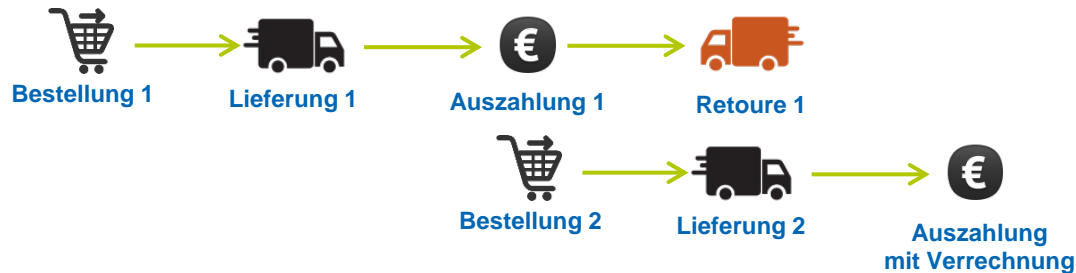 €
Bestellung 1
Lieferung 1
Auszahlung 1
Retoure 1
€
Bestellung 2
Lieferung 2
Auszahlung
mit Verrechnung